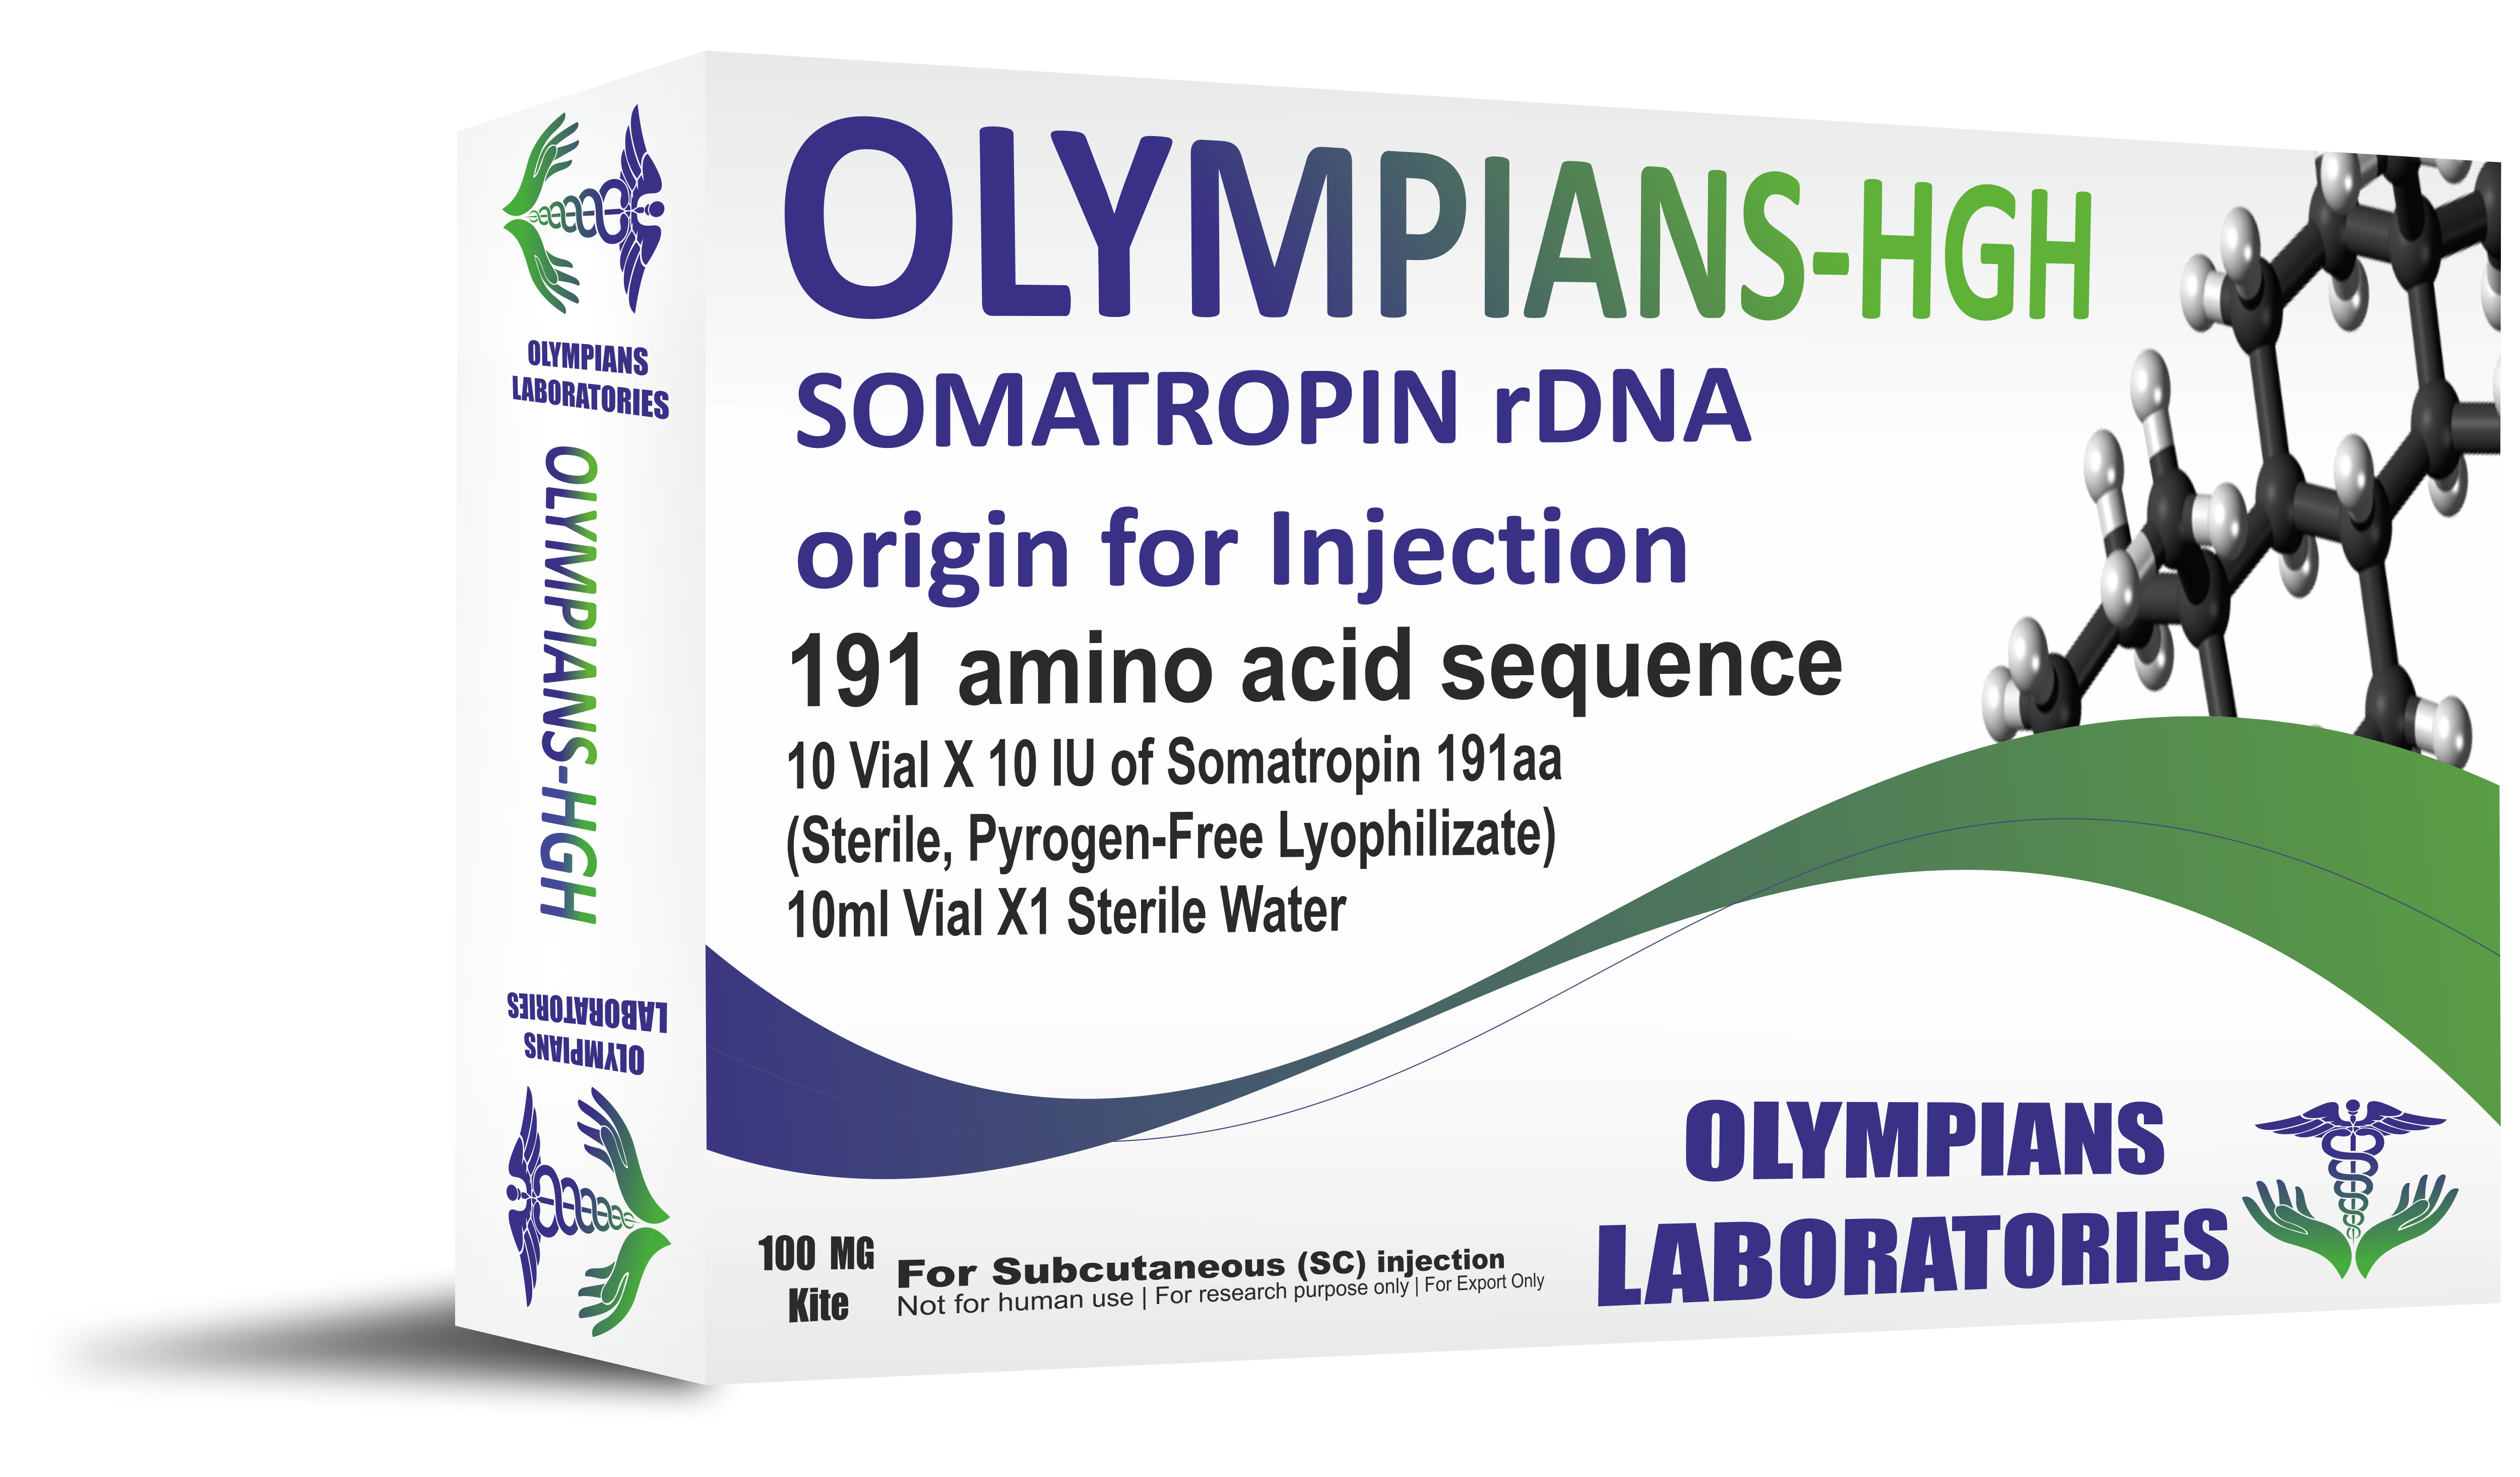 OLYMPIANS
LABORATORIES
OLYMPIANS-HGH
OLYMPIANS
LABORATORIES
OLYMPIANS-HGH
SOMATROPIN rDNA
origin for Injection
191 amino acid sequence
10 Vial X 10 IU of Somatropin 191aa
(Sterile, Pyrogen-Free Lyophilizate)
10ml Vial X1 Sterile Water
100 MG
Kite
For Subcutaneous (SC) injection
Not for human use | For research purpose only | For Export Only
OLYMPIANS
LABORATORIES